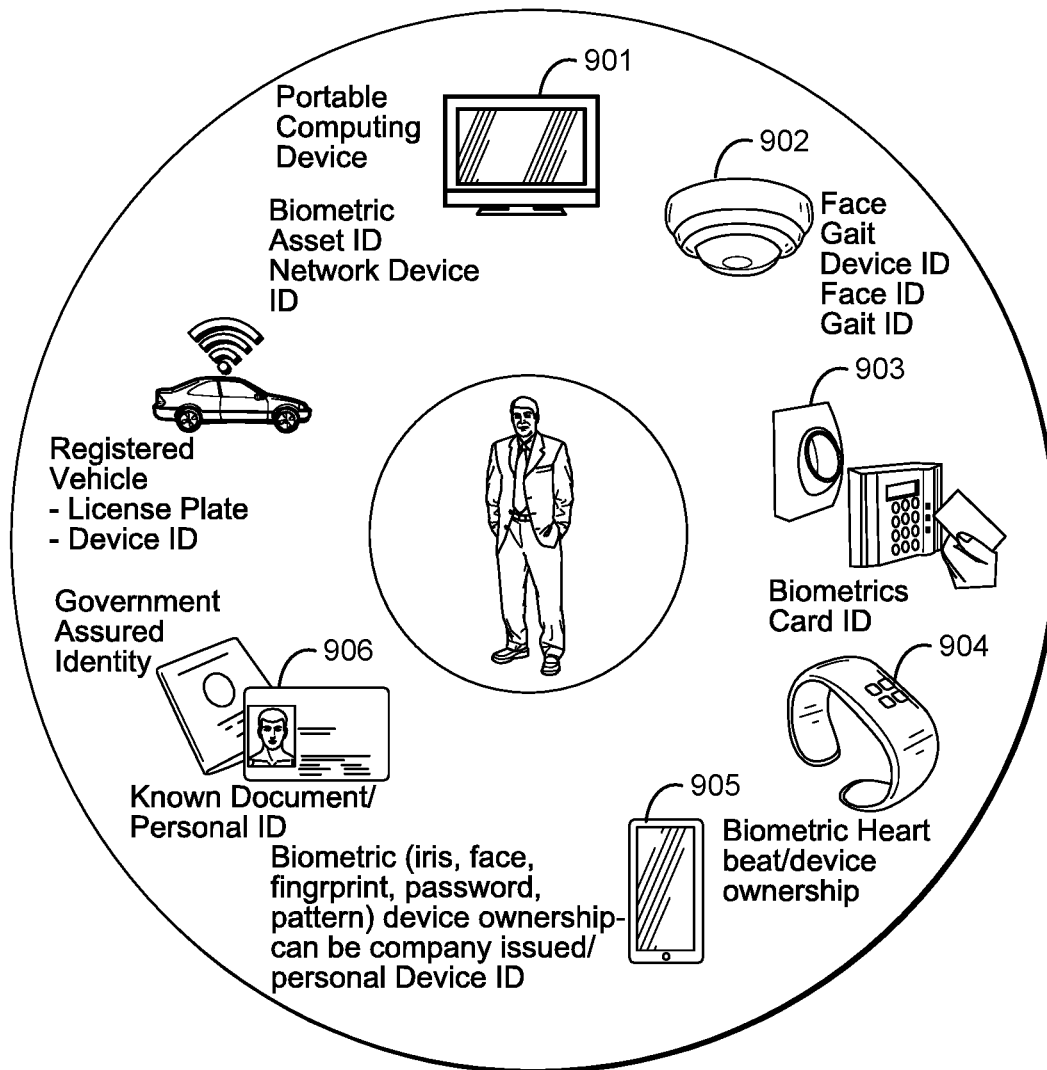 901
Portable
Computing
Device
902
Biometric
Asset ID
Network Device
ID
Face
Gait
Device ID
Face ID
Gait ID
903
Registered
Vehicle
- License Plate
- Device ID
Biometrics
Card ID
Government
Assured
Identity
906
904
Known Document/
Personal ID
905
Biometric Heart
beat/device
ownership
Biometric (iris, face,
fingrprint, password,
pattern) device ownership-
can be company issued/
personal Device ID